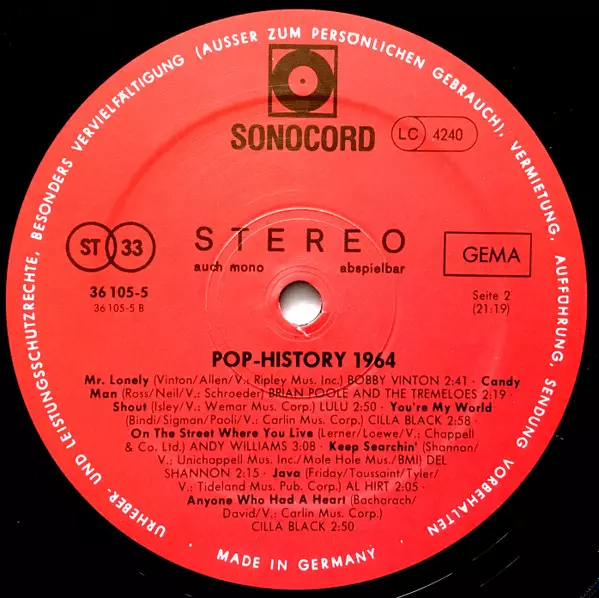 URHEBER- UND LEISTUNGSSCHUTZRECHTE, BESONDERS VERVIELFÄLTIGUNG (AUSSER ZUM PERSÖNLICHEN GEBRAUCH), VERMIETUNG, AUFFÜHRUNG, SENDUNG VORBEHALTEN
SONOCORD
LC 4240
ST 33
STEREO
auch mono abspielbar
GEMA
36 105-5
36 105-5 B
Seite 2
(21:19)
POP-HISTORY 1964
Mr. Lonely (Vinton/Allen/V.: Ripley Mus. Inc.) BOBBY VINTON 2:41 · Candy
Man (Ross/Neil/V.: Schroeder) BRIAN POOLE AND THE TREMELOES 2:19 ·
Shout (Isley/V.: Wemar Mus. Corp.) LULU 2:50 · You're My World
(Bindi/Sigman/Paoli/V.: Carlin Mus. Corp.) CILLA BLACK 2:58 ·
On The Street Where You Live (Lerner/Loewe/V.: Chappell
& Co. Ltd.) ANDY WILLIAMS 3:08 · Keep Searchin' (Shannon/
V.: Unichappell Mus. Inc./Mole Hole Mus./BMI) DEL
SHANNON 2:15 · Java (Friday/Toussaint/Tyler/
V.: Tideland Mus. Pub. Corp.) AL HIRT 2:05 ·
Anyone Who Had A Heart (Bacharach/
David/V.: Carlin Mus. Corp.)
CILLA BLACK 2:50
· MADE IN GERMANY ·